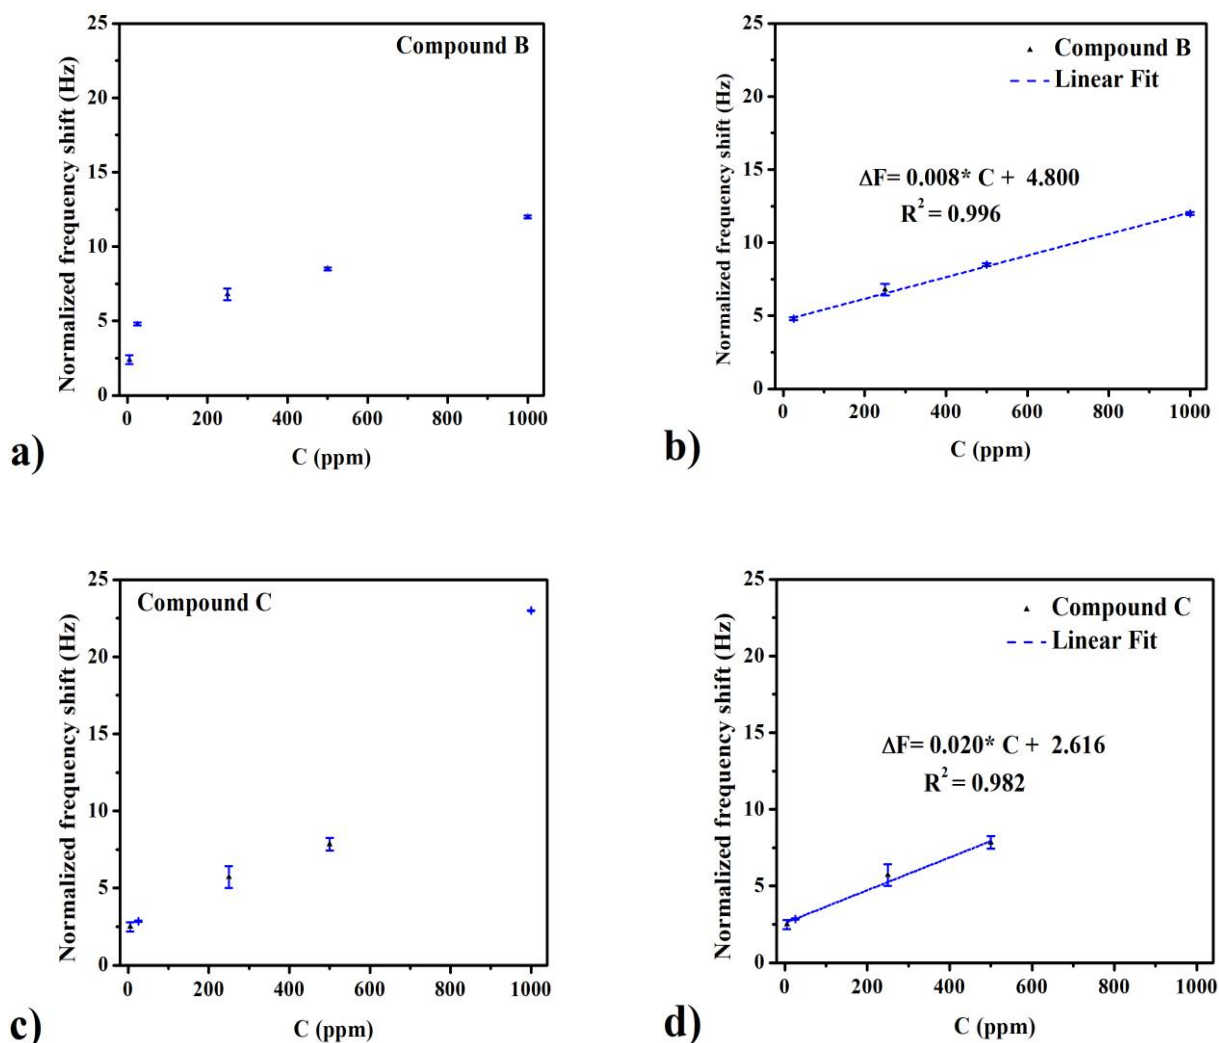 Compound B
Normalized frequency shift (Hz)
25
20
15
10
5
0
0 200 400 600 800 1000
C (ppm)
a)
Compound B
Linear Fit
ΔF= 0.008* C + 4.800
R² = 0.996
Normalized frequency shift (Hz)
25
20
15
10
5
0
0 200 400 600 800 1000
C (ppm)
b)
Compound C
Normalized frequency shift (Hz)
25
20
15
10
5
0
0 200 400 600 800 1000
C (ppm)
c)
Compound C
Linear Fit
ΔF= 0.020* C + 2.616
R² = 0.982
Normalized frequency shift (Hz)
25
20
15
10
5
0
0 200 400 600 800 1000
C (ppm)
d)